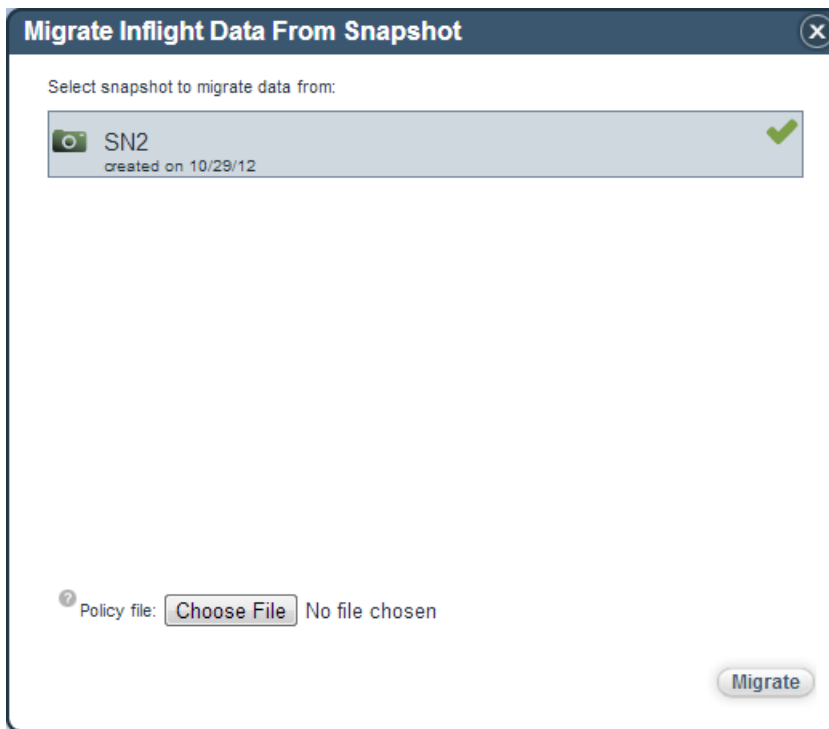 Migrate Inflight Data From Snapshot
Select snapshot to migrate data from:
SN2
created on 10/29/12
? Policy file: Choose File No file chosen
Migrate